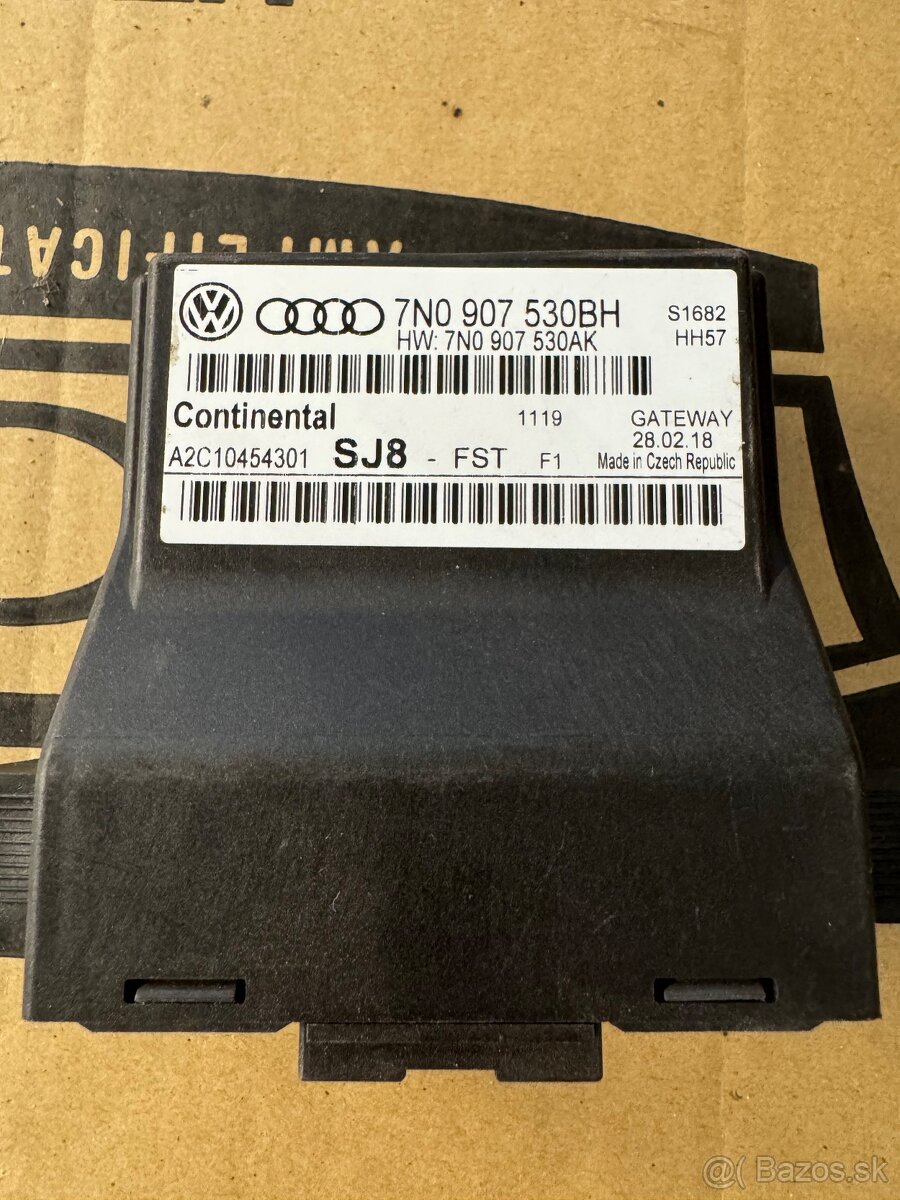 AMPLIFICAT
7N0 907 530BH
S1682
HW: 7N0 907 530AK
HH57
Continental
1119
GATEWAY
28.02.18
A2C10454301 SJ8 - FST F1
Made in Czech Republic
@( Bazos.sk